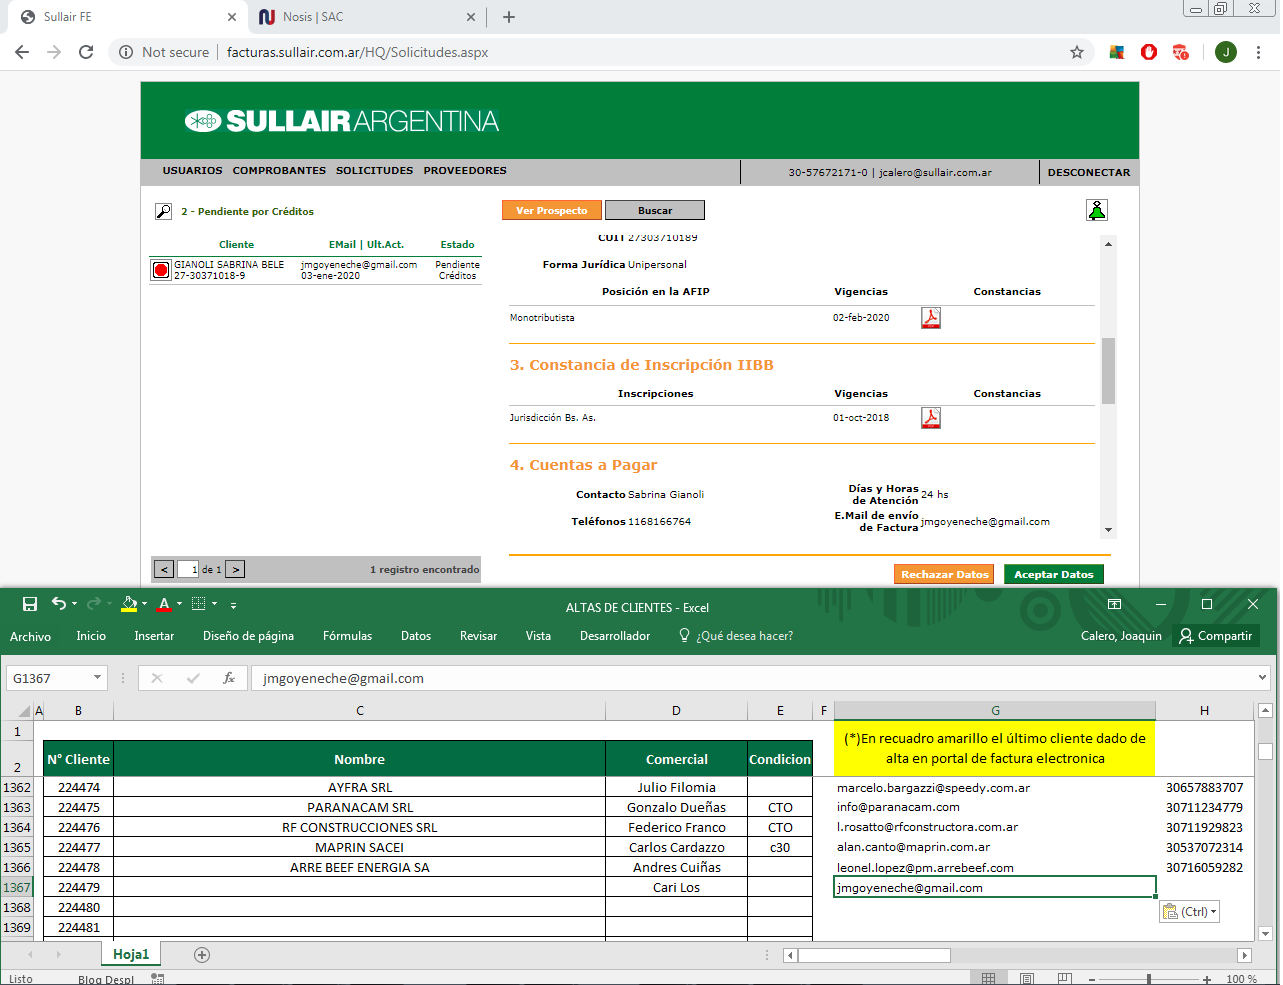 Sullair FE
Nosis | SAC
Not secure
facturas.sullair.com.ar/HQ/Solicitudes.aspx
J
SULLAIR ARGENTINA
USUARIOS COMPROBANTES SOLICITUDES PROVEEDORES
30-57672171-0 | jcalero@sullair.com.ar
DESCONECTAR
2 - Pendiente por Créditos
Cliente EMail | Ult.Act. Estado
GIANOLI SABRINA BELE jmgoyeneche@gmail.com Pendiente
27-30371018-9 03-ene-2020 Créditos
< 1 de 1 > 1 registro encontrado
Ver Prospecto Buscar
CUIT 27303710189
Forma Jurídica Unipersonal
Posición en la AFIP Vigencias Constancias
Monotributista 02-feb-2020
3. Constancia de Inscripción IIBB
Inscripciones Vigencias Constancias
Jurisdicción Bs. As. 01-oct-2018
4. Cuentas a Pagar
Contacto Sabrina Gianoli Días y Horas de Atención 24 hs
Teléfonos 1168166764 E.Mail de envío de Factura jmgoyeneche@gmail.com
Rechazar Datos Aceptar Datos
ALTAS DE CLIENTES - Excel
Archivo Inicio Insertar Diseño de página Fórmulas Datos Revisar Vista Desarrollador ¿Qué desea hacer? Calero, Joaquin Compartir
G1367 fx jmgoyeneche@gmail.com
A B C D E F G H
1 (*)En recuadro amarillo el último cliente dado de
2 N° Cliente Nombre Comercial Condicion alta en portal de factura electronica
1362 224474 AYFRA SRL Julio Filomia marcelo.bargazzi@speedy.com.ar 30657883707
1363 224475 PARANACAM SRL Gonzalo Dueñas CTO info@paranacam.com 30711234779
1364 224476 RF CONSTRUCCIONES SRL Federico Franco CTO l.rosatto@rfconstructora.com.ar 30711929823
1365 224477 MAPRIN SACEI Carlos Cardazzo c30 alan.canto@maprin.com.ar 30537072314
1366 224478 ARRE BEEF ENERGIA SA Andres Cuiñas leonel.lopez@pm.arrebeef.com 30716059282
1367 224479 Cari Los jmgoyeneche@gmail.com
1368 224480
1369 224481
(Ctrl)
Hoja1
Listo Bloq Despl 100 %